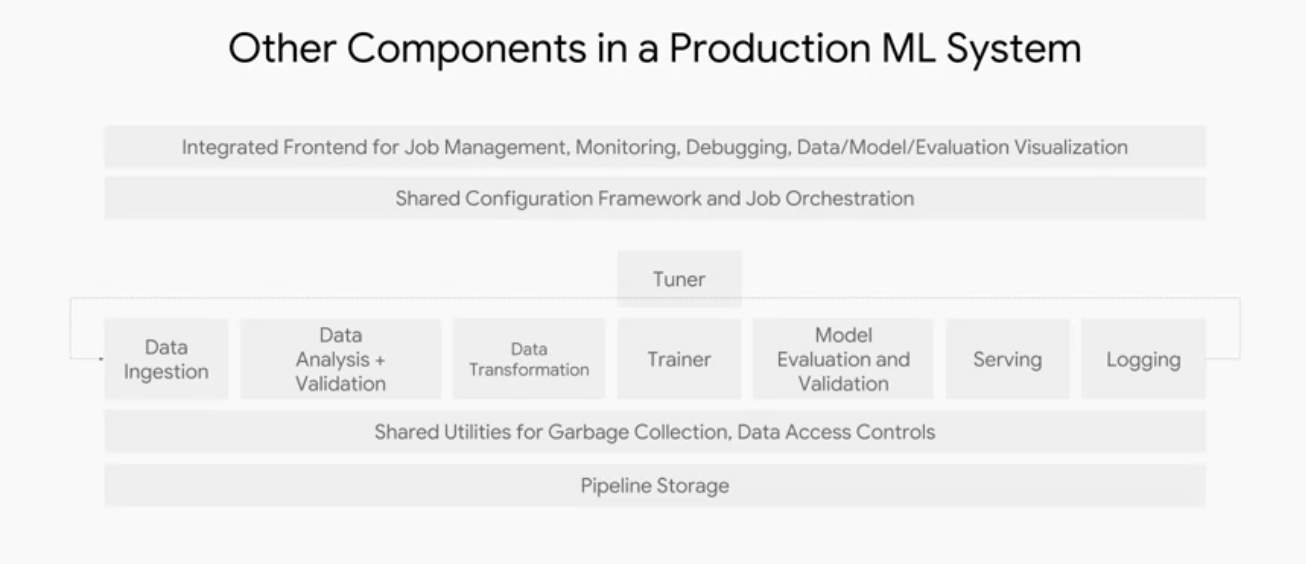 Other Components in a Production ML System
Integrated Frontend for Job Management, Monitoring, Debugging, Data/Model/Evaluation Visualization
Shared Configuration Framework and Job Orchestration
Tuner
Data
Ingestion
Data
Analysis +
Validation
Data
Transformation
Trainer
Model
Evaluation and
Validation
Serving
Logging
Shared Utilities for Garbage Collection, Data Access Controls
Pipeline Storage